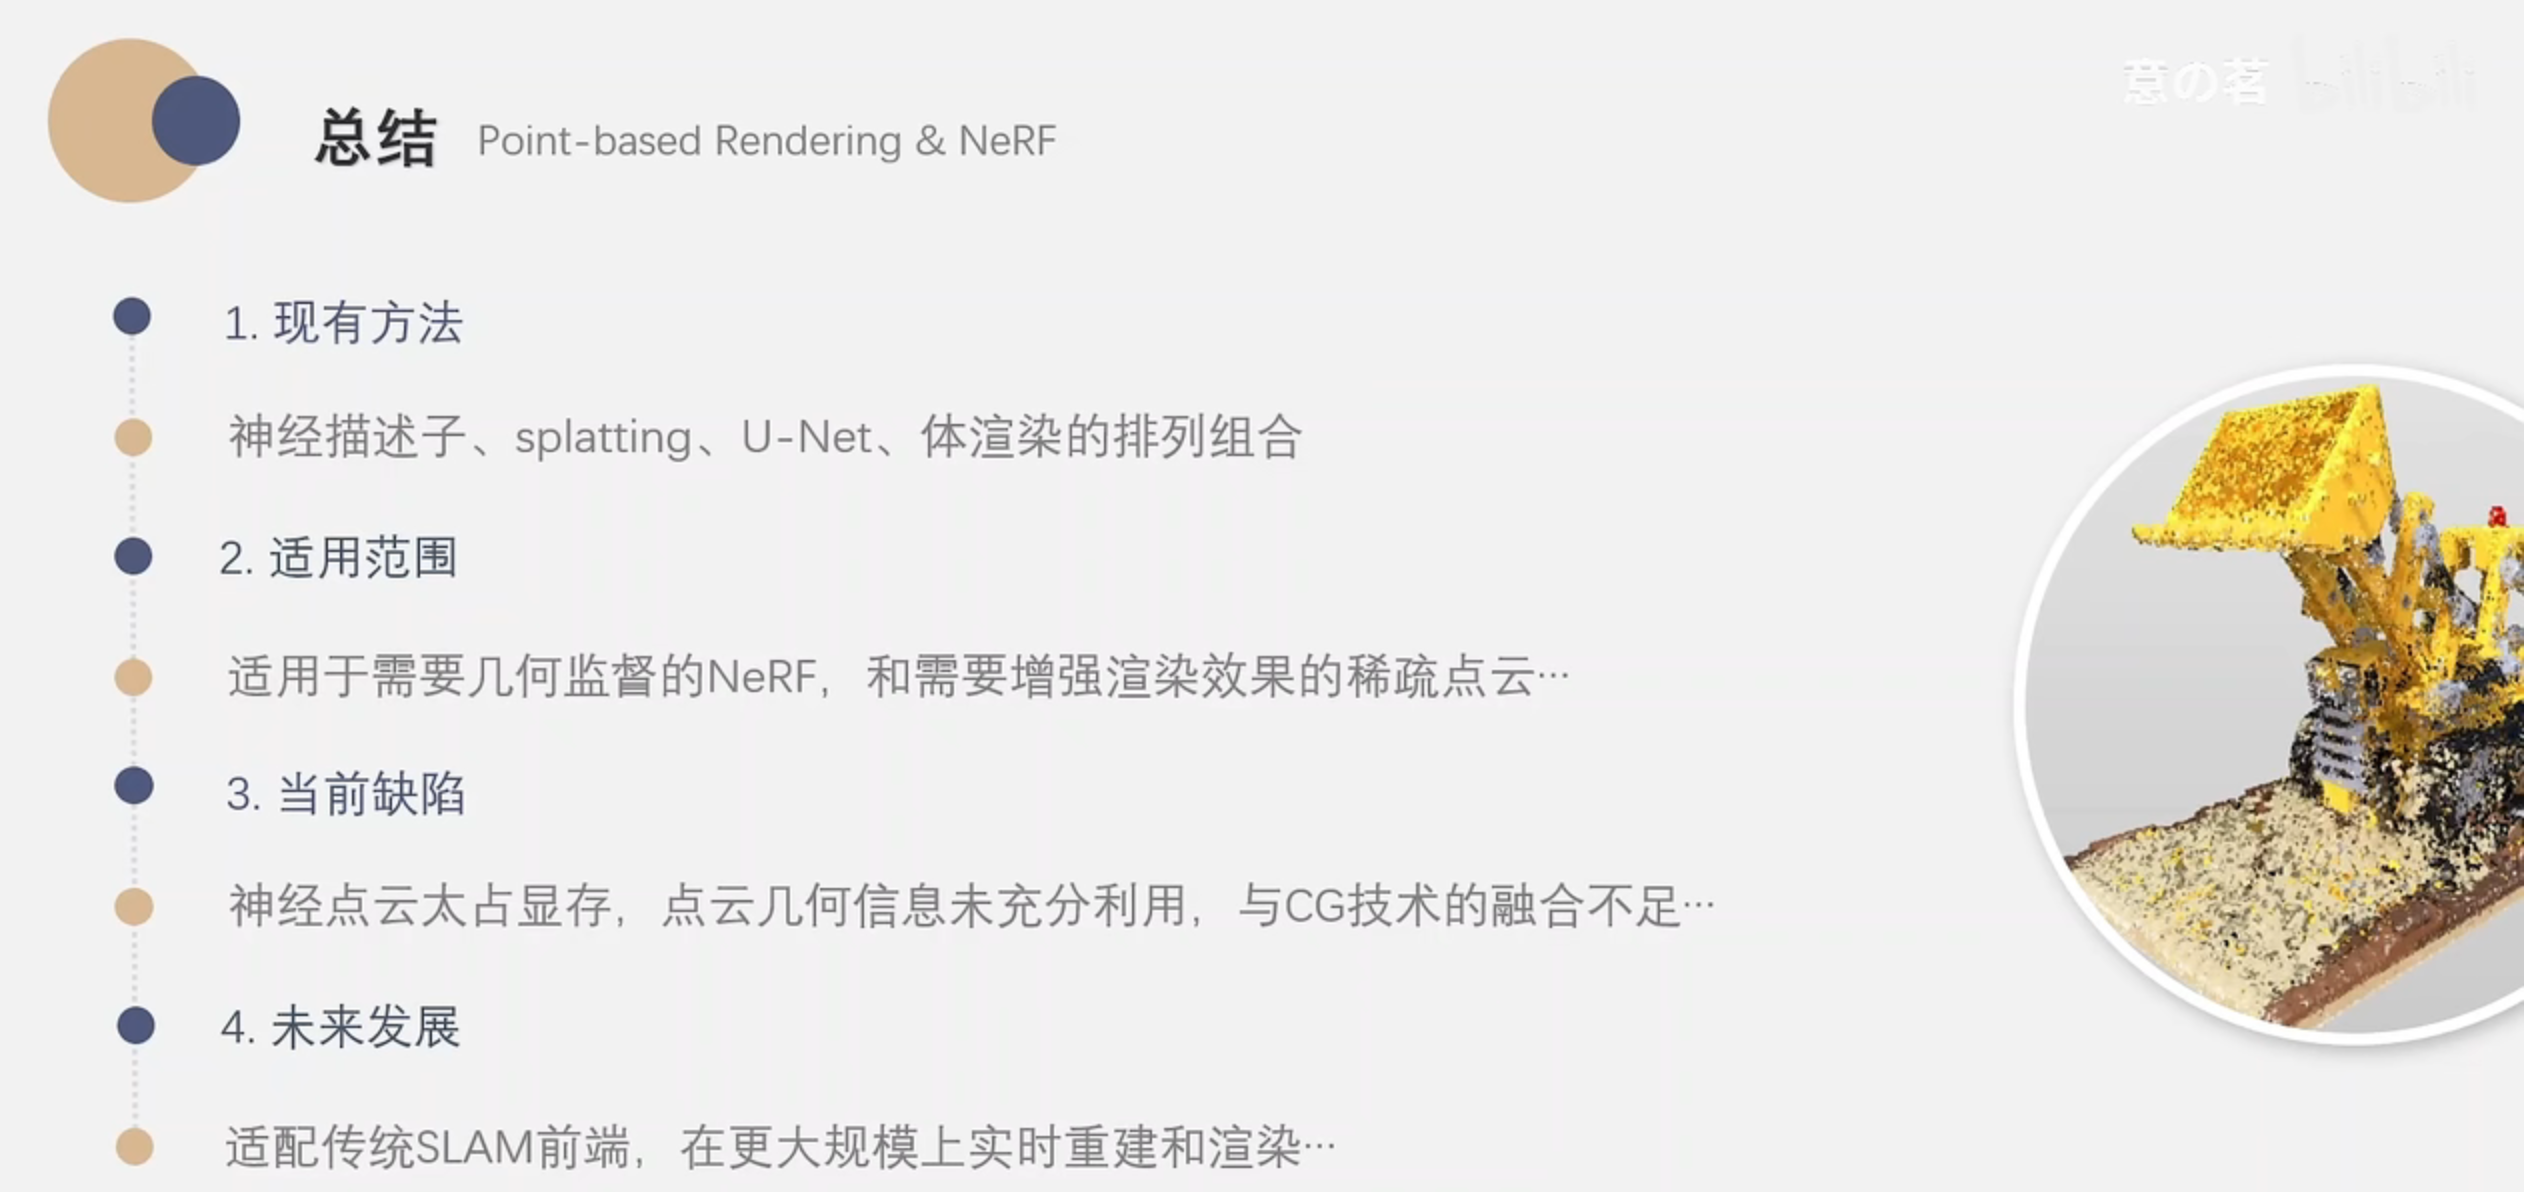 意の茗 bilibili
总结 Point-based Rendering & NeRF
1. 现有方法
神经描述子、splatting、U-Net、体渲染的排列组合
2. 适用范围
适用于需要几何监督的NeRF，和需要增强渲染效果的稀疏点云…
3. 当前缺陷
神经点云太占显存，点云几何信息未充分利用，与CG技术的融合不足…
4. 未来发展
适配传统SLAM前端，在更大规模上实时重建和渲染…